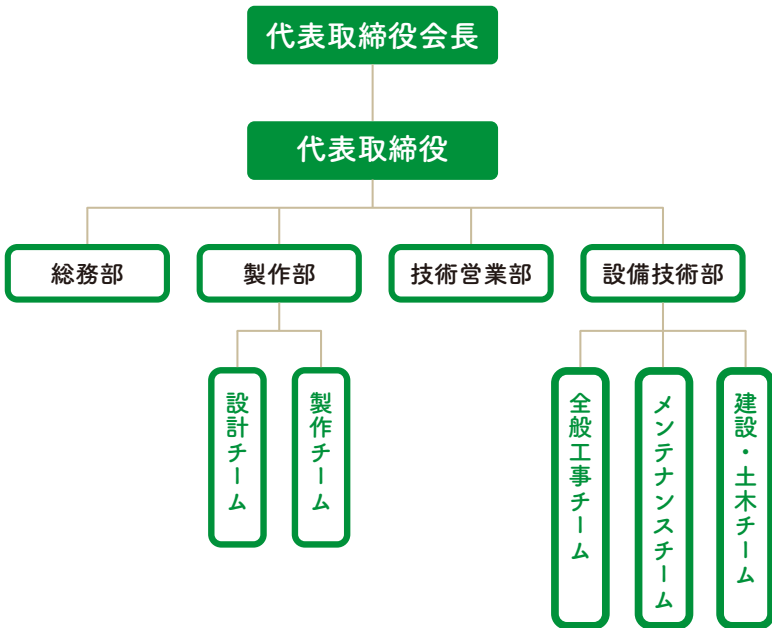 代表取締役会長
代表取締役
総務部
製作部
技術営業部
設備技術部
設計チーム
製作チーム
全般工事チーム
メンテナンスチーム
建設・土木チーム